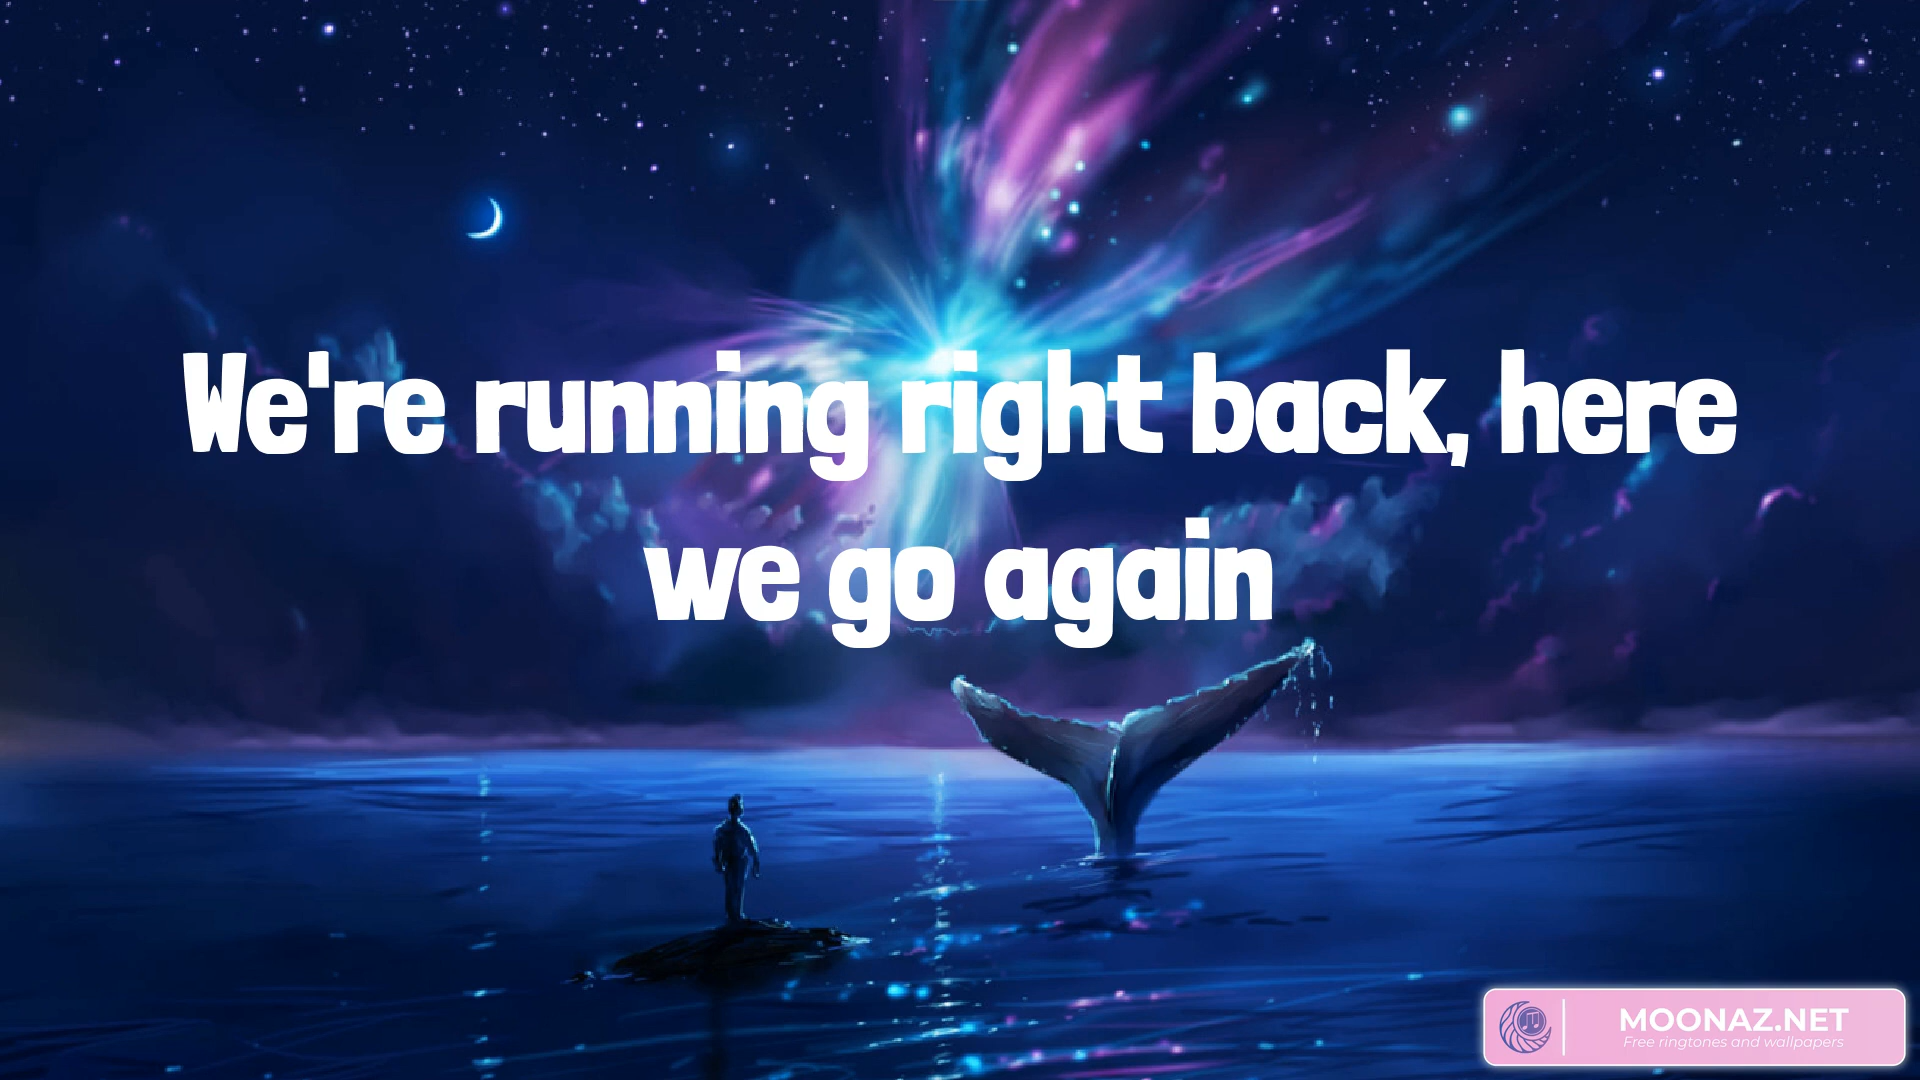 We're running right back, here
we go again
MOONAZ.NET
Free ringtones and wallpapers